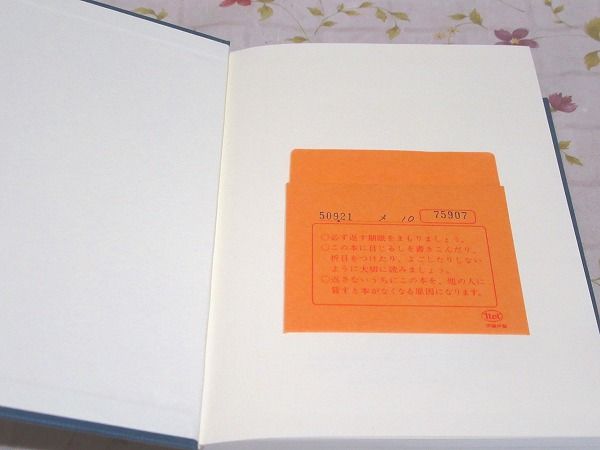 50921 メ 10 75907
○必ず返す期限をまもりましょう。
○この本に目じるしを書きこんだり、
折目をつけたり、よごしたりしない
ように大切に読みましょう。
○返さないうちにこの本を、他の人に
貸すと本がなくなる原因になります。